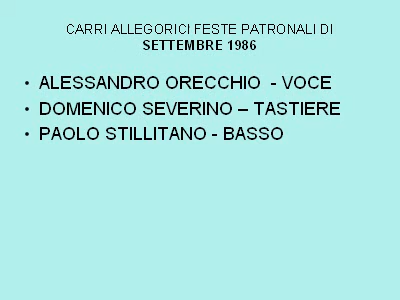 CARRI ALLEGORICI FESTE PATRONALI DI
SETTEMBRE 1986
• ALESSANDRO ORECCHIO - VOCE
• DOMENICO SEVERINO – TASTIERE
• PAOLO STILLITANO - BASSO